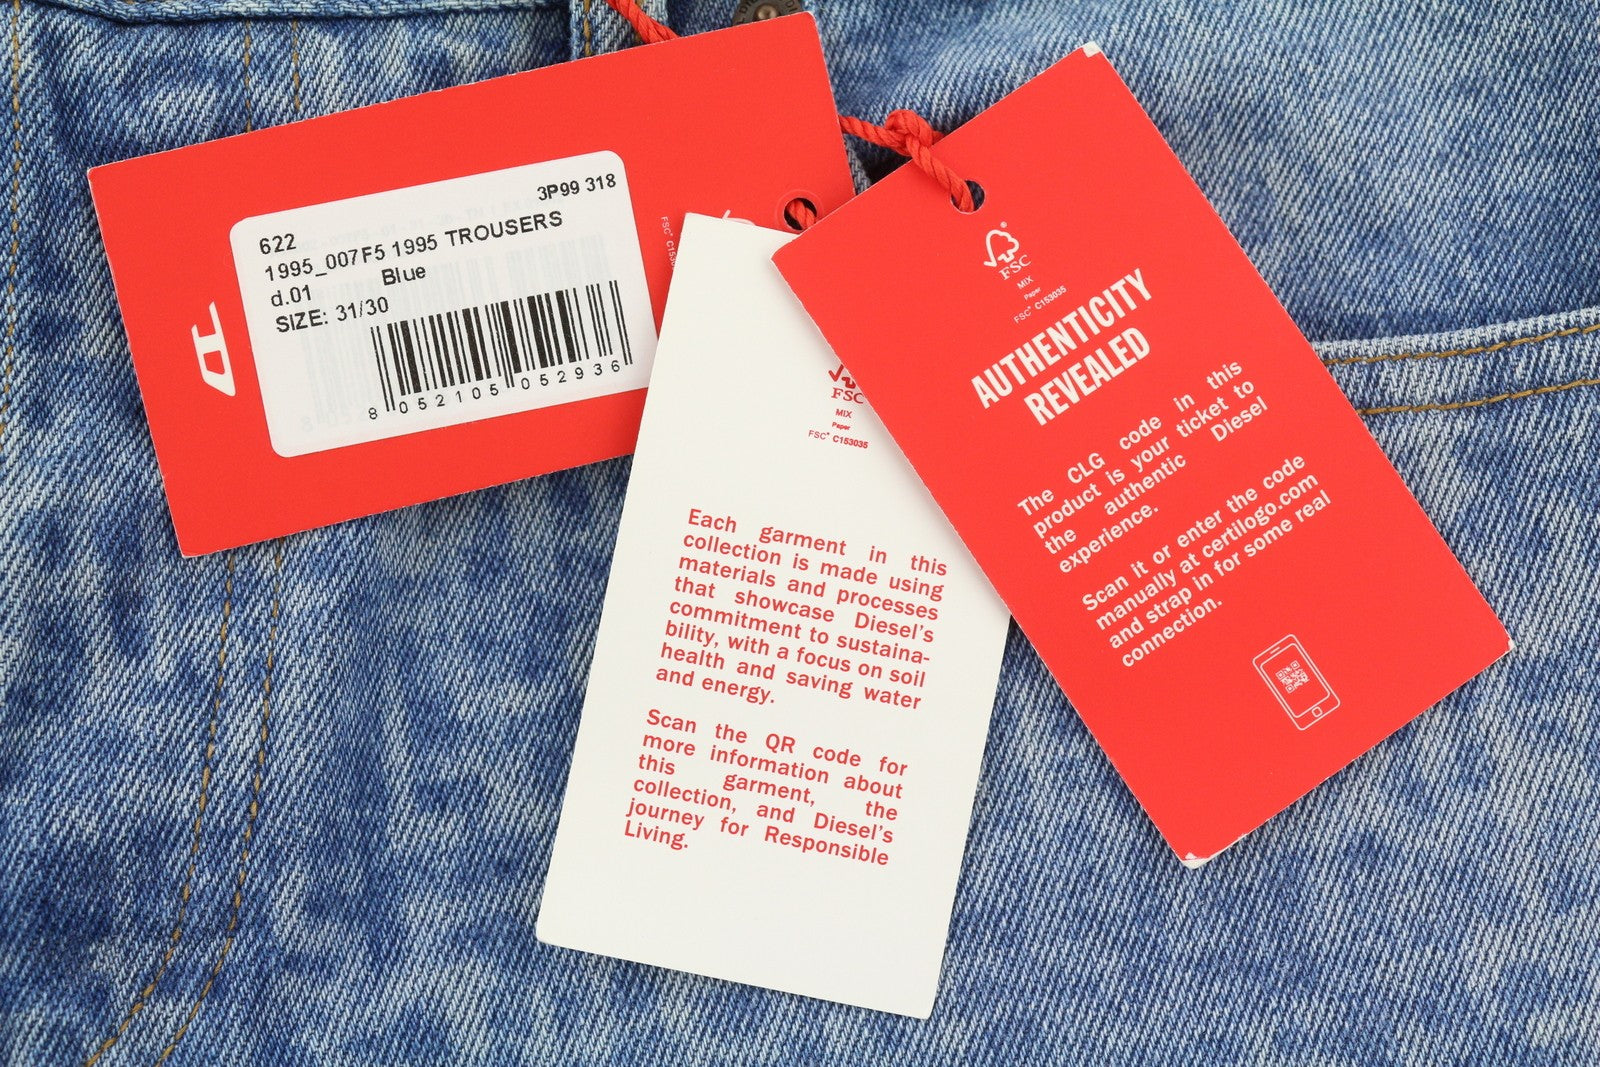 3P99 318
622
1995_007F5 1995 TROUSERS
d.01 Blue
SIZE: 31/30
8 052105 052936
FSC
MIX
Paper
FSC® C153035
Each garment in this
collection is made using
materials and processes
that showcase Diesel's
commitment to sustaina-
bility, with a focus on soil
health and saving water
and energy.
Scan the QR code for
more information about
this garment, the
collection, and Diesel's
journey for Responsible
Living.
FSC
MIX
Paper
FSC® C153035
AUTHENTICITY
REVEALED
The CLG code in this
product is your ticket to
the authentic Diesel
experience.
Scan it or enter the code
manually at certilogo.com
and strap in for some real
connection.